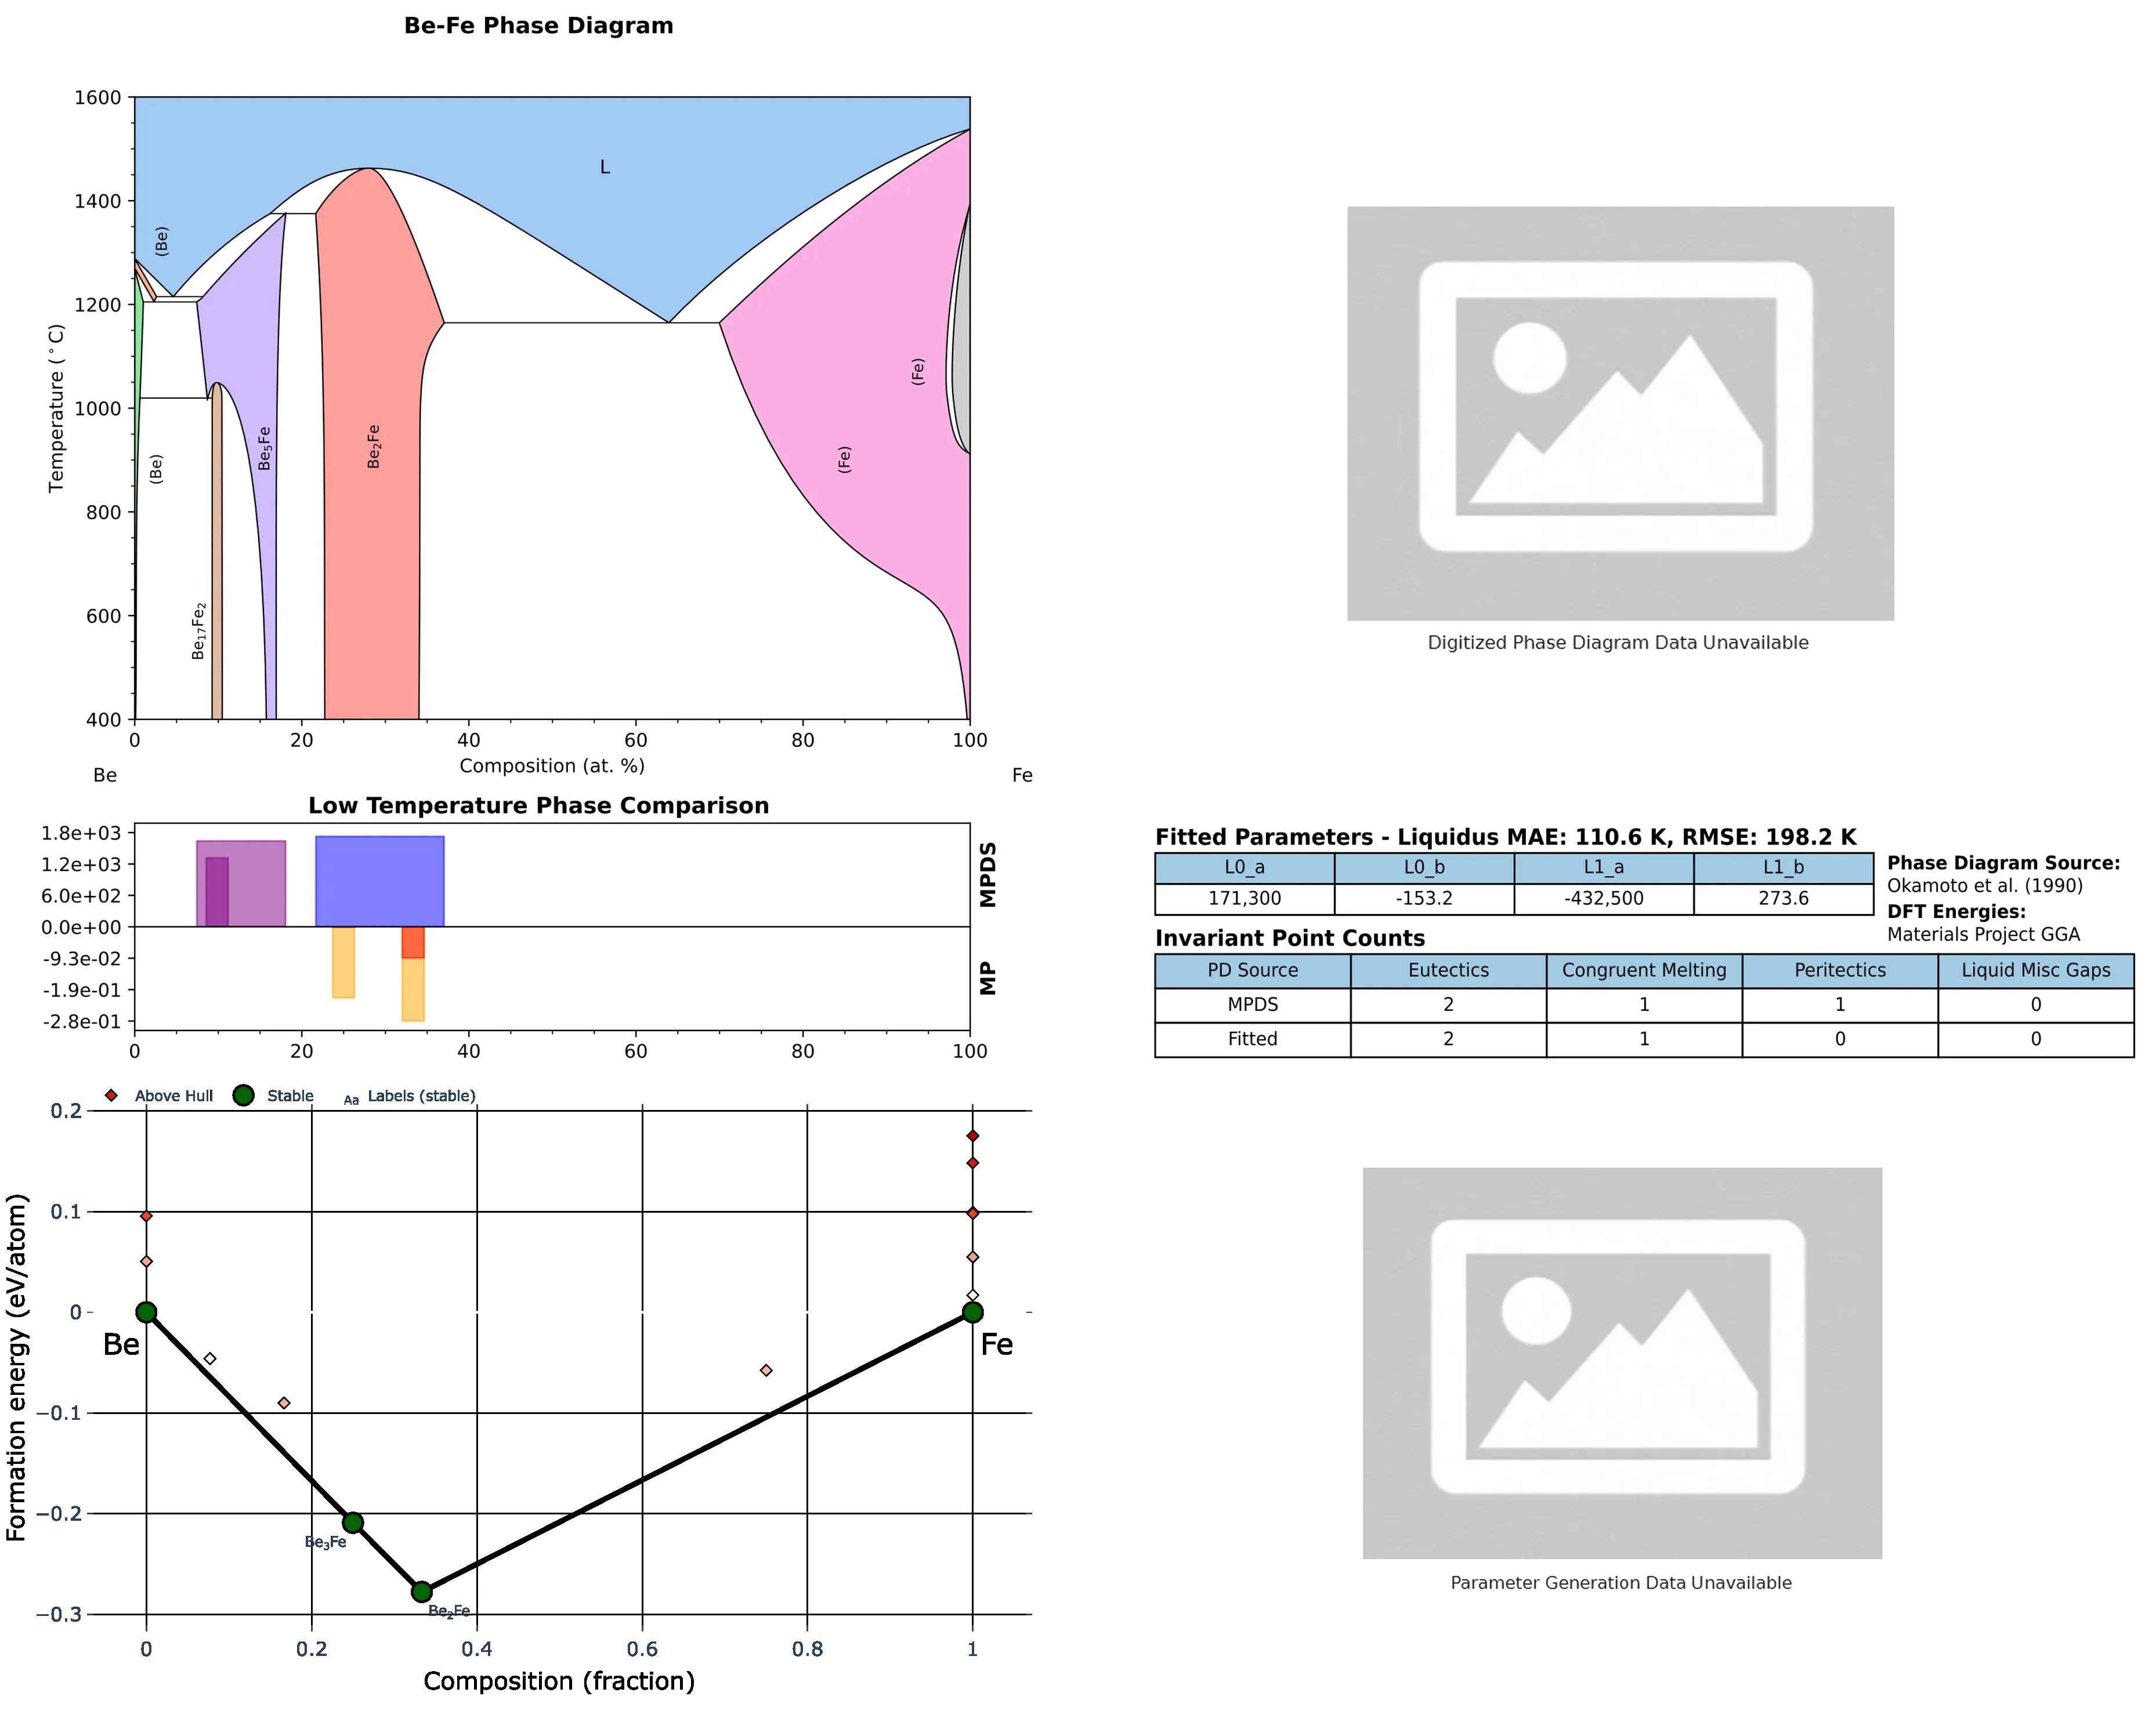 Be-Fe Phase Diagram
1600
1400
1200
1000
800
600
400
Temperature (°C)
L
(Be)
(Be)
Be₁₇Fe₂
Be₅Fe
Be₂Fe
(Fe)
(Fe)
0 20 40 60 80 100
Composition (at. %)
Be Fe
Digitized Phase Diagram Data Unavailable
Low Temperature Phase Comparison
1.8e+03
1.2e+03
6.0e+02
0.0e+00
-9.3e-02
-1.9e-01
-2.8e-01
MPDS
MP
0 20 40 60 80 100
Fitted Parameters - Liquidus MAE: 110.6 K, RMSE: 198.2 K
L0_a L0_b L1_a L1_b
171,300 -153.2 -432,500 273.6
Phase Diagram Source:
Okamoto et al. (1990)
DFT Energies:
Materials Project GGA
Invariant Point Counts
PD Source Eutectics Congruent Melting Peritectics Liquid Misc Gaps
MPDS 2 1 1 0
Fitted 2 1 0 0
Above Hull Stable Aa Labels (stable)
0.2
0.1
0
−0.1
−0.2
−0.3
Formation energy (eV/atom)
Be
Fe
Be₃Fe
Be₂Fe
0 0.2 0.4 0.6 0.8 1
Composition (fraction)
Parameter Generation Data Unavailable